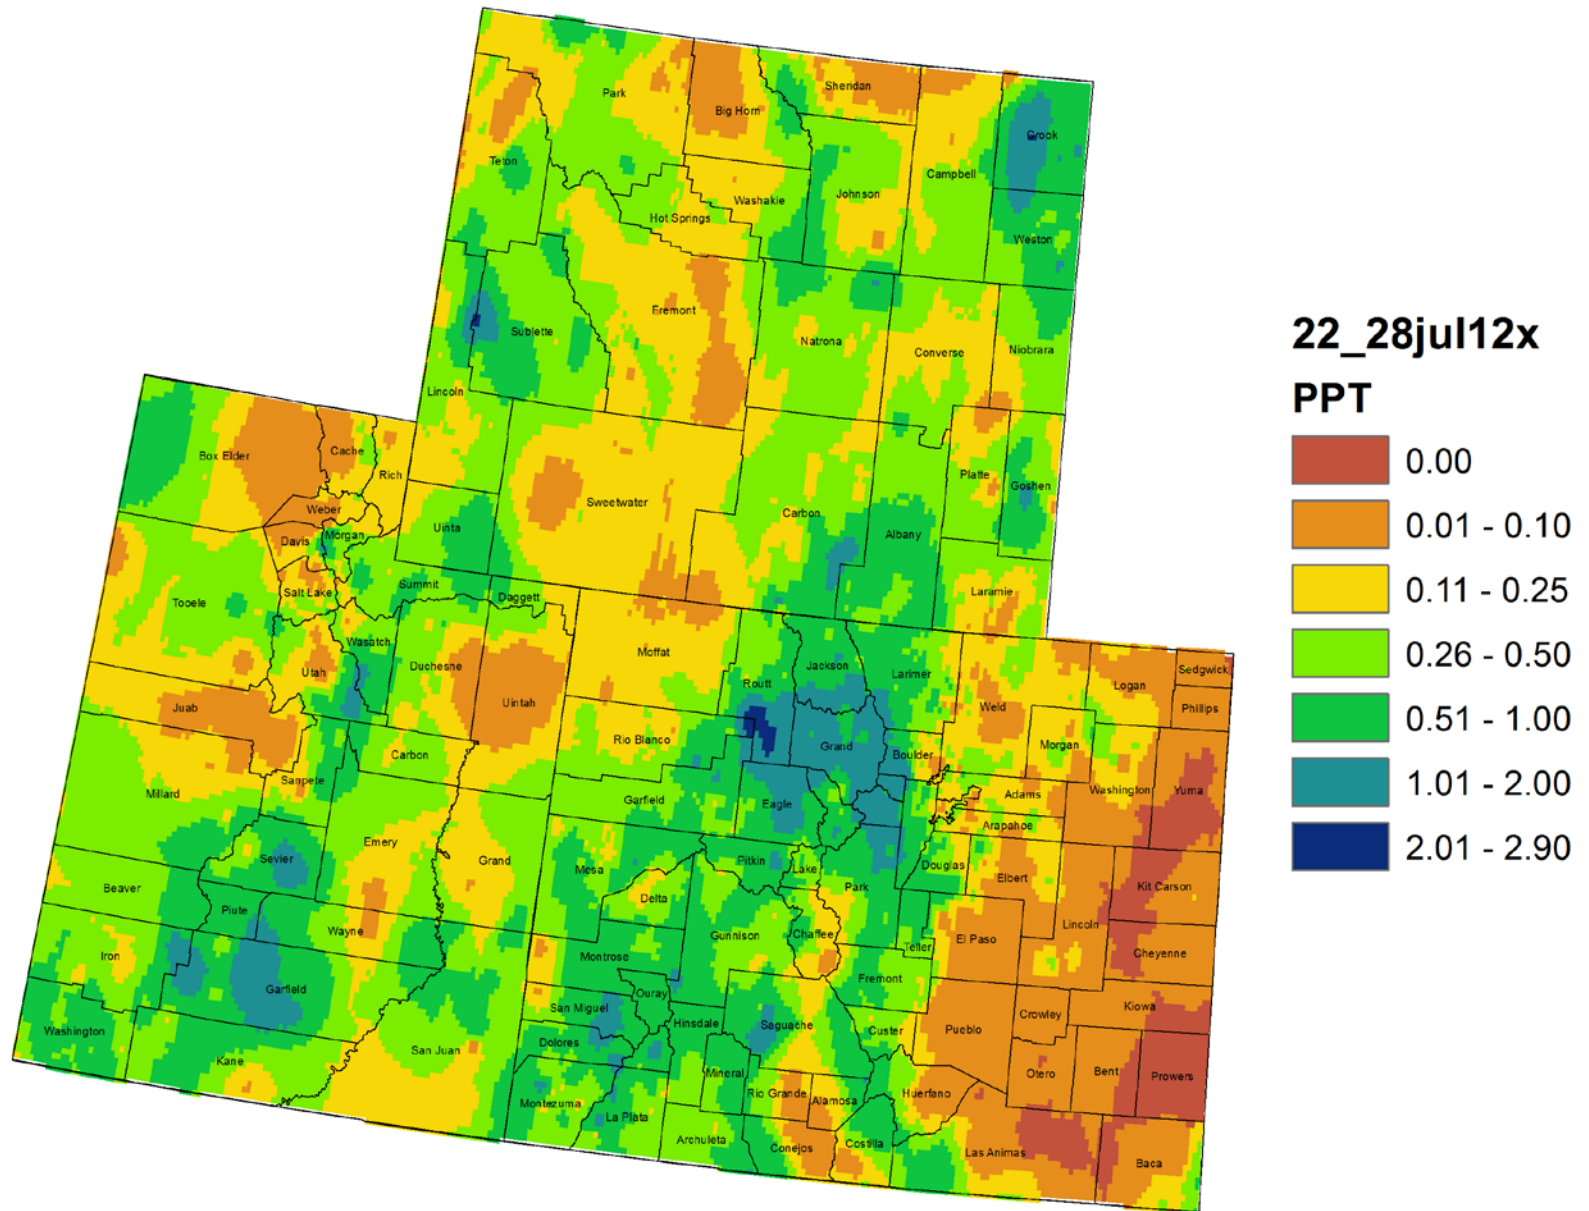 22_28jul12x
PPT
0.00
0.01 - 0.10
0.11 - 0.25
0.26 - 0.50
0.51 - 1.00
1.01 - 2.00
2.01 - 2.90
Park
Big Horn
Sheridan
Crook
Teton
Campbell
Johnson
Washakie
Hot Springs
Weston
Fremont
Sublette
Natrona
Converse
Niobrara
Lincoln
Platte
Goshen
Sweetwater
Carbon
Albany
Uinta
Laramie
Box Elder
Cache
Rich
Weber
Davis
Morgan
Salt Lake
Summit
Daggett
Tooele
Wasatch
Utah
Duchesne
Uintah
Juab
Carbon
Sanpete
Millard
Emery
Grand
Sevier
Beaver
Piute
Wayne
Iron
Garfield
Washington
Kane
San Juan
Moffat
Routt
Jackson
Larimer
Weld
Logan
Sedgwick
Phillips
Rio Blanco
Grand
Boulder
Morgan
Washington
Yuma
Garfield
Eagle
Adams
Arapahoe
Mesa
Pitkin
Lake
Park
Douglas
Elbert
Kit Carson
Delta
Gunnison
Chaffee
Teller
El Paso
Lincoln
Cheyenne
Montrose
Fremont
Ouray
San Miguel
Hinsdale
Saguache
Custer
Pueblo
Crowley
Kiowa
Dolores
Mineral
Rio Grande
Alamosa
Huerfano
Otero
Bent
Prowers
Montezuma
La Plata
Archuleta
Conejos
Costilla
Las Animas
Baca